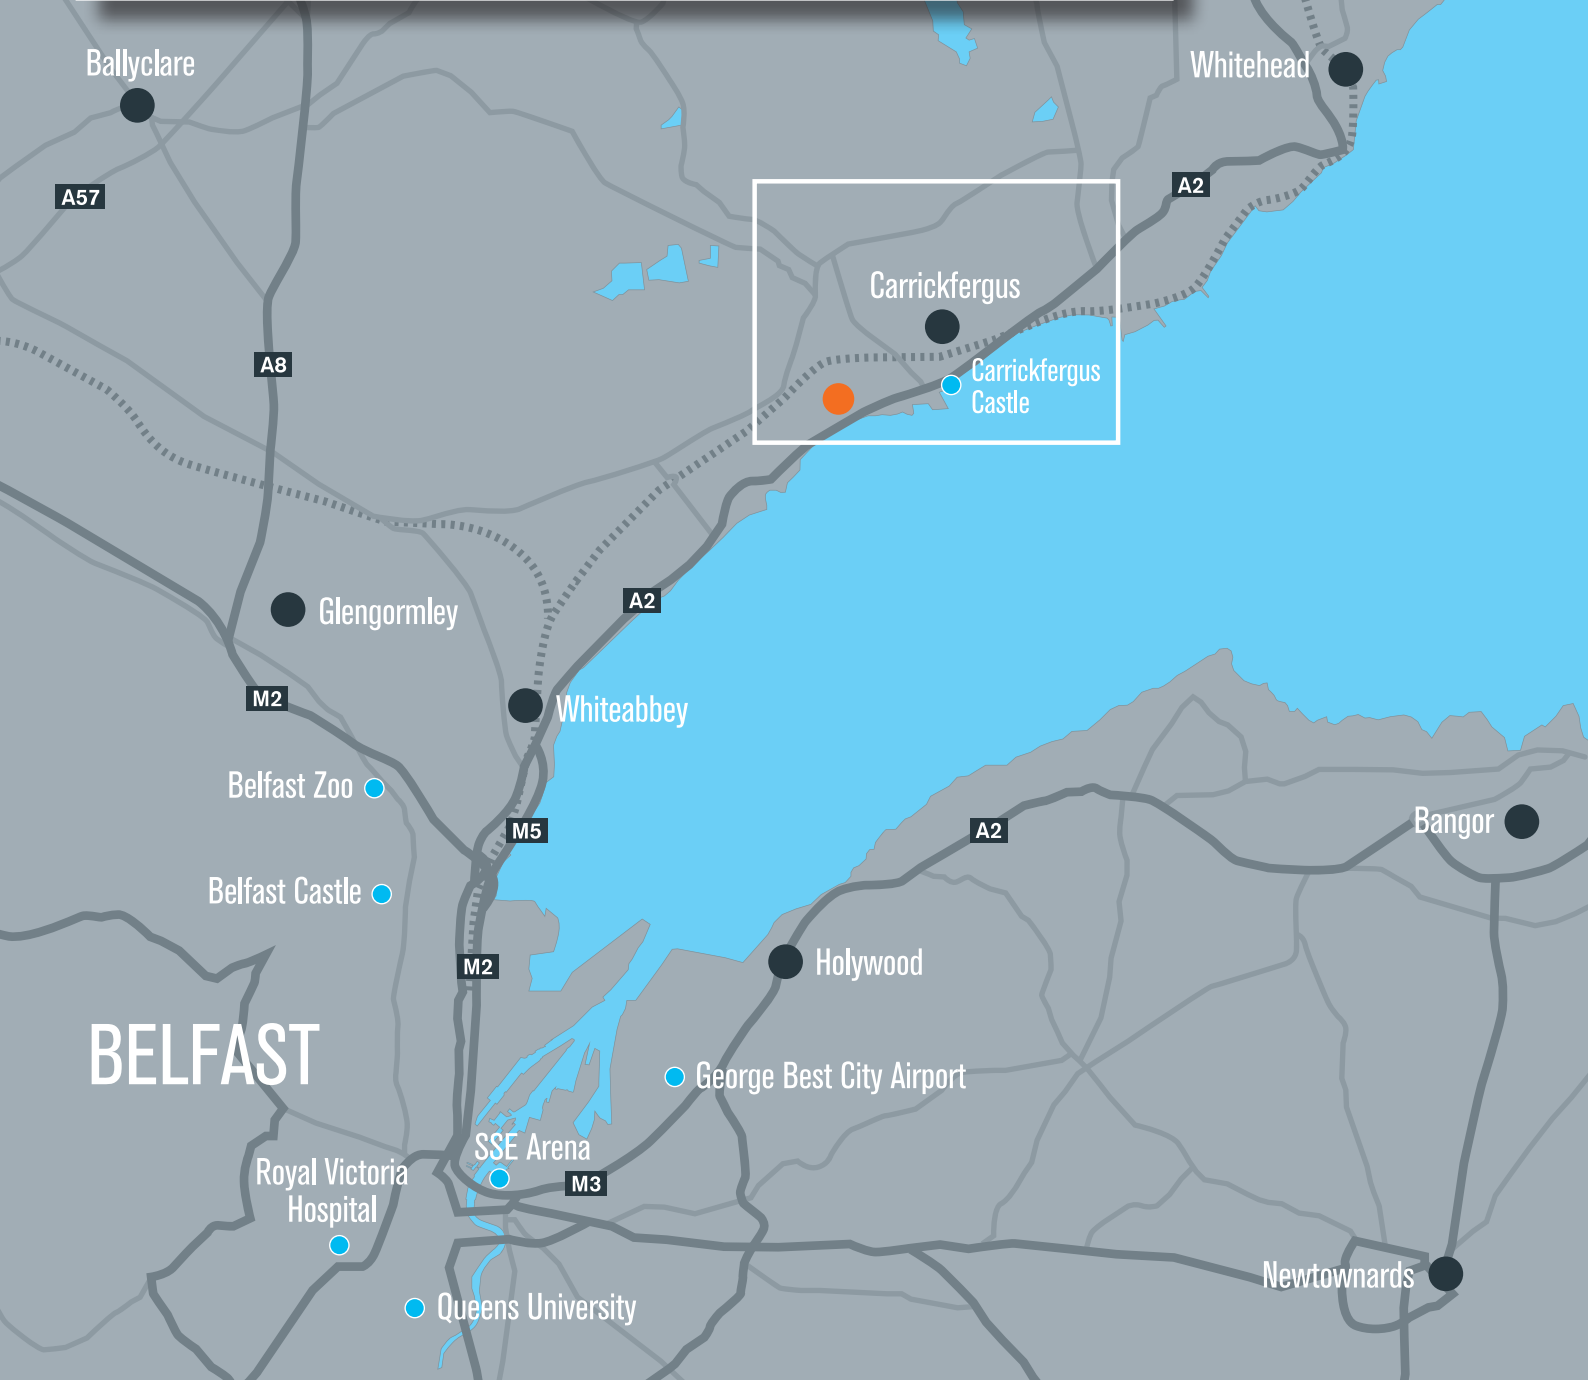 Ballyclare
Whitehead
A57
A2
Carrickfergus
A8
Carrickfergus
Castle
A2
Glengormley
M2
Whiteabbey
Belfast Zoo
M5
A2
Bangor
Belfast Castle
M2
Holywood
BELFAST
George Best City Airport
SSE Arena
Royal Victoria
Hospital
M3
Newtownards
Queens University